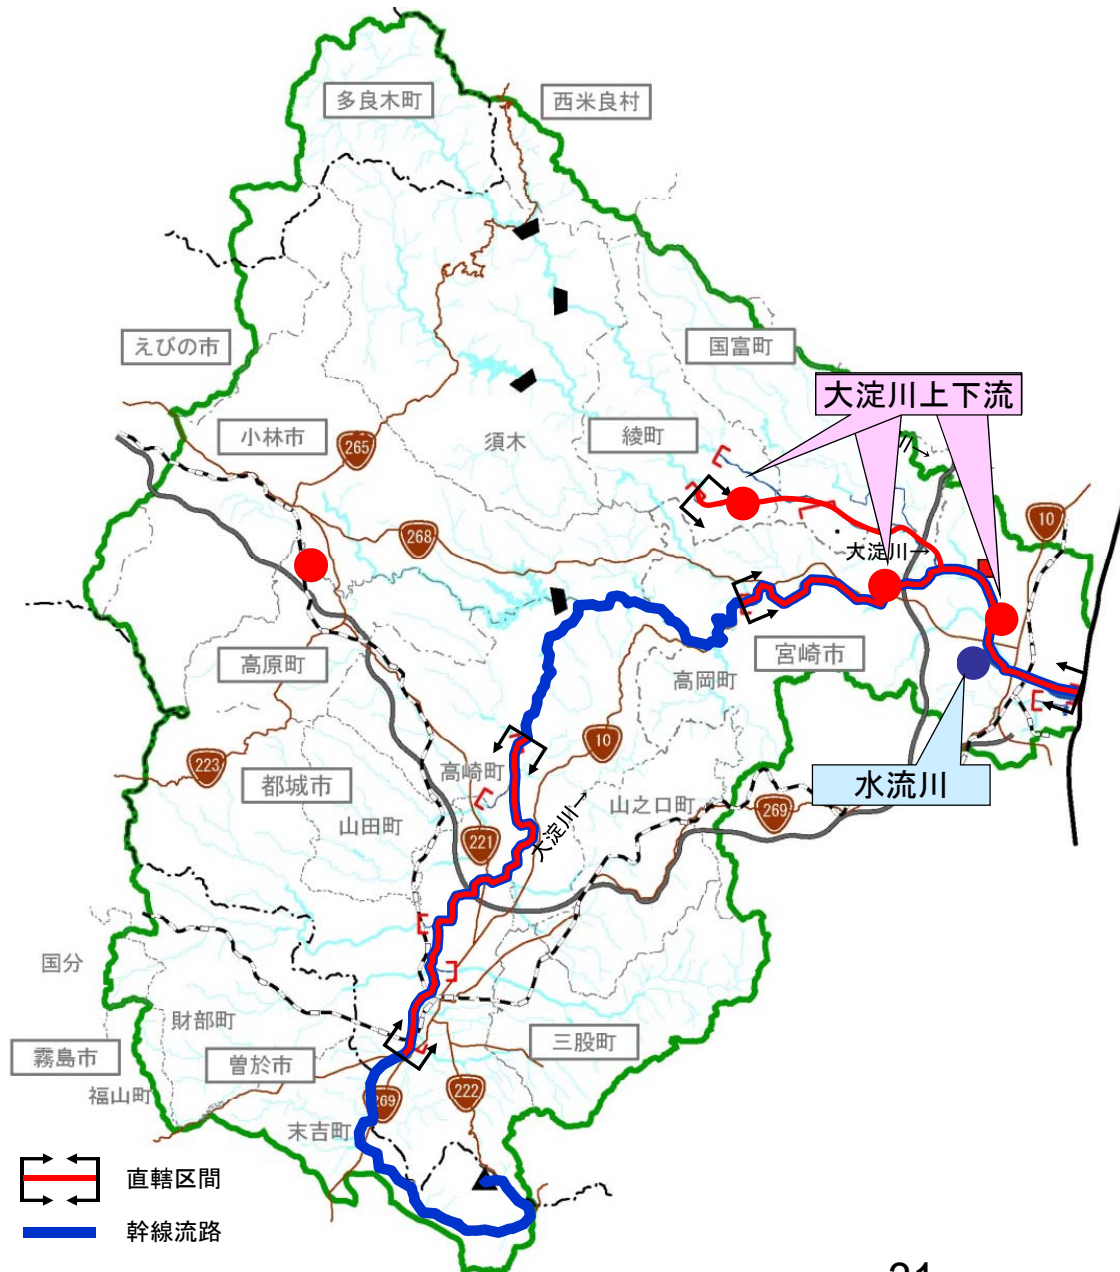 多良木町
西米良村
えびの市
国富町
大淀川上下流
小林市
265
須木
綾町
川→
10
268
大淀川→
高原町
宮崎市
高岡町
223
都城市
高崎町
10
水流川
山田町
221
大淀川→
山之口町
269
国分
財部町
霧島市
曽於市
三股町
福山町
269
222
末吉町
直轄区間
幹線流路